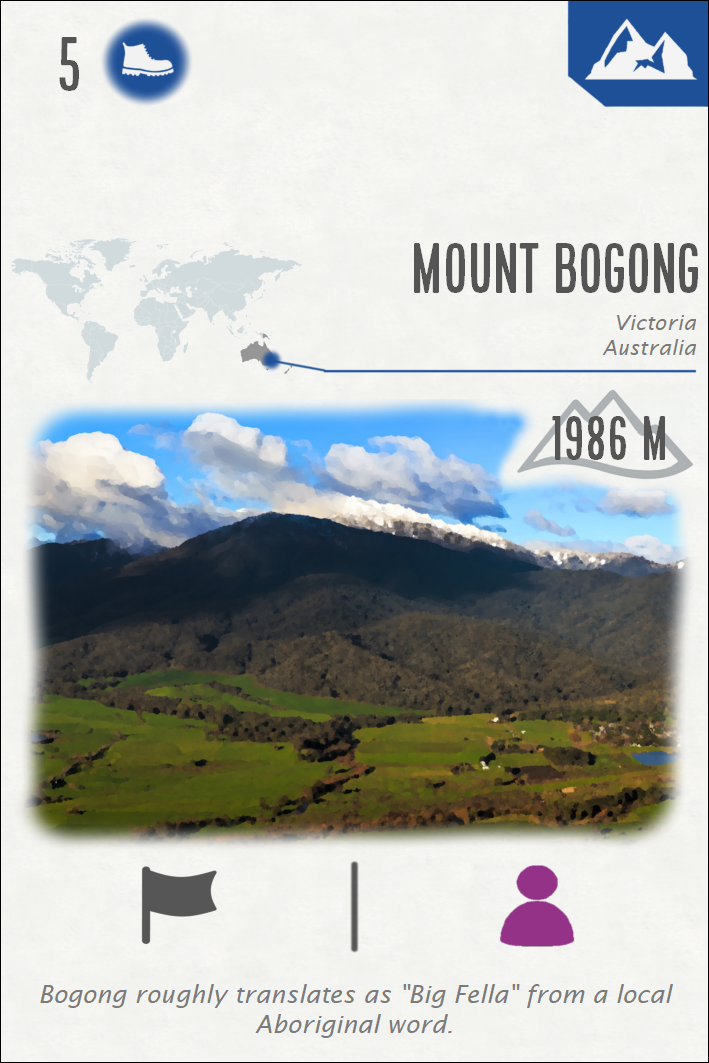 5
MOUNT BOGONG
Victoria
Australia
1986 M
Bogong roughly translates as "Big Fella" from a local
Aboriginal word.